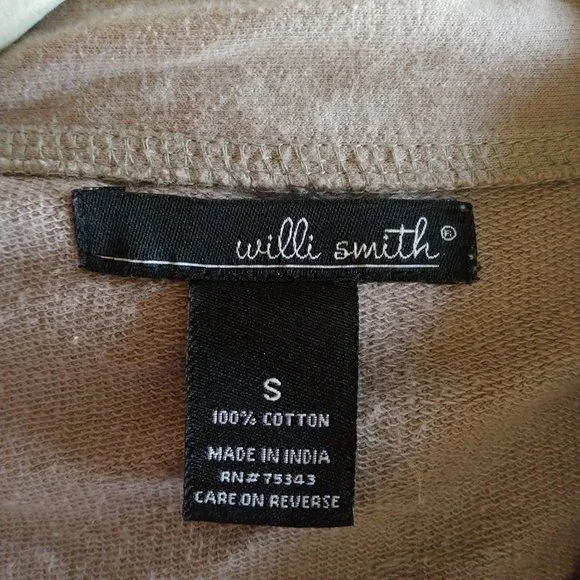 willi smith®
S
100% COTTON
MADE IN INDIA
RN# 75343
CARE ON REVERSE